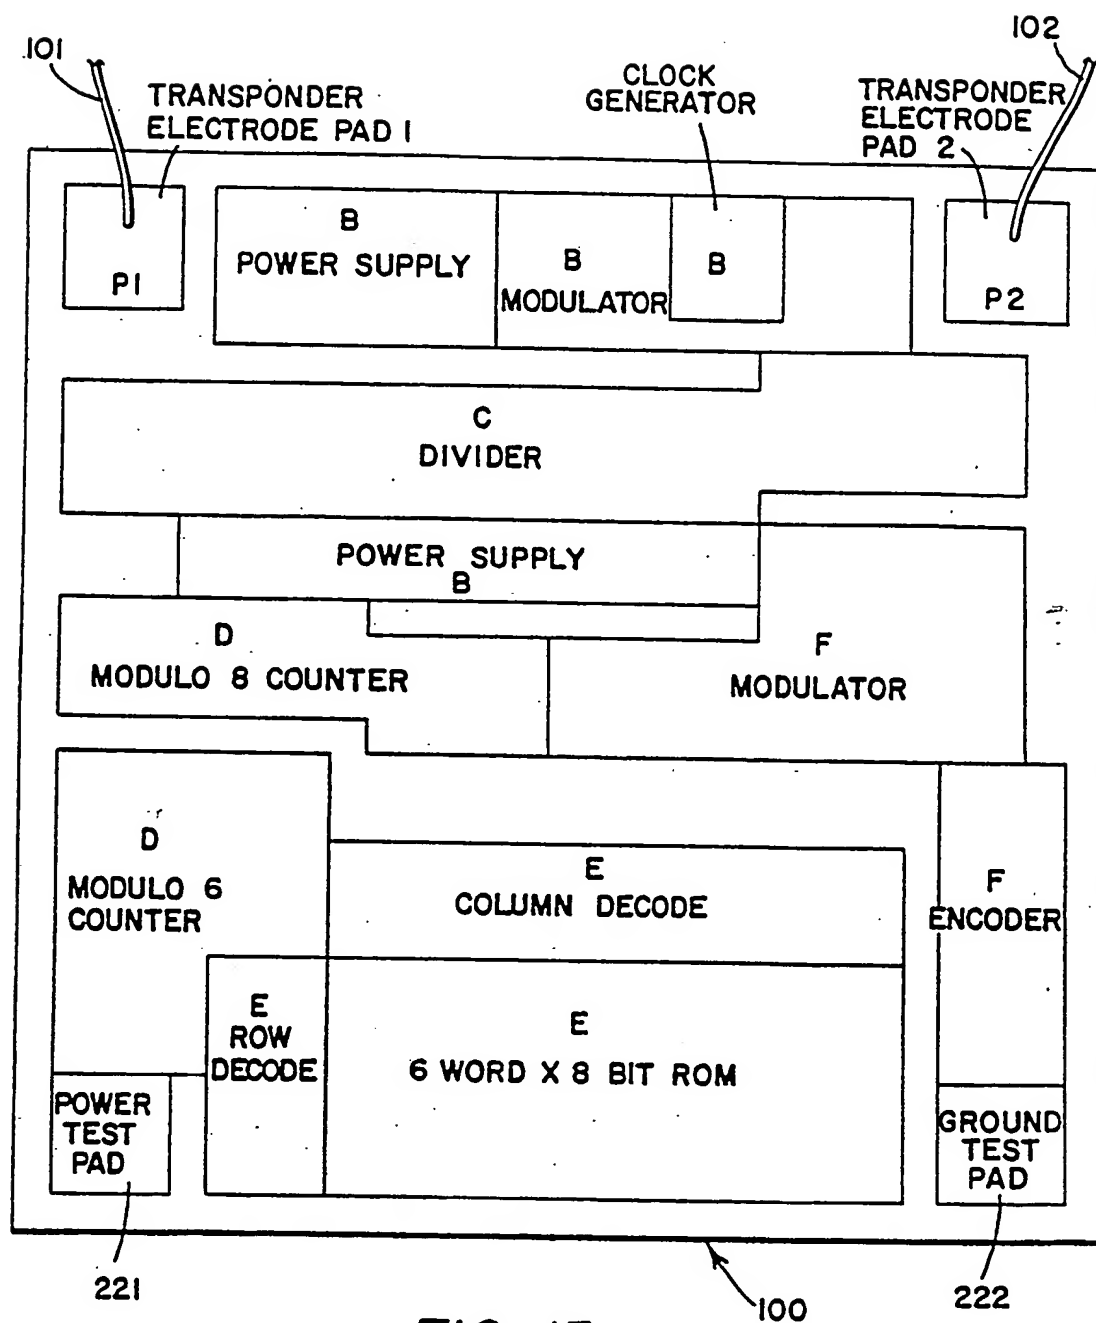 101
TRANSPONDER
ELECTRODE PAD 1
CLOCK
GENERATOR
102
TRANSPONDER
ELECTRODE
PAD 2
P1
B
POWER SUPPLY
B
MODULATOR
B
P2
C
DIVIDER
POWER SUPPLY
B
D
MODULO 8 COUNTER
F
MODULATOR
D
MODULO 6
COUNTER
E
COLUMN DECODE
F
ENCODER
E
ROW
DECODE
E
6 WORD X 8 BIT ROM
POWER
TEST
PAD
GROUND
TEST
PAD
221
100
222